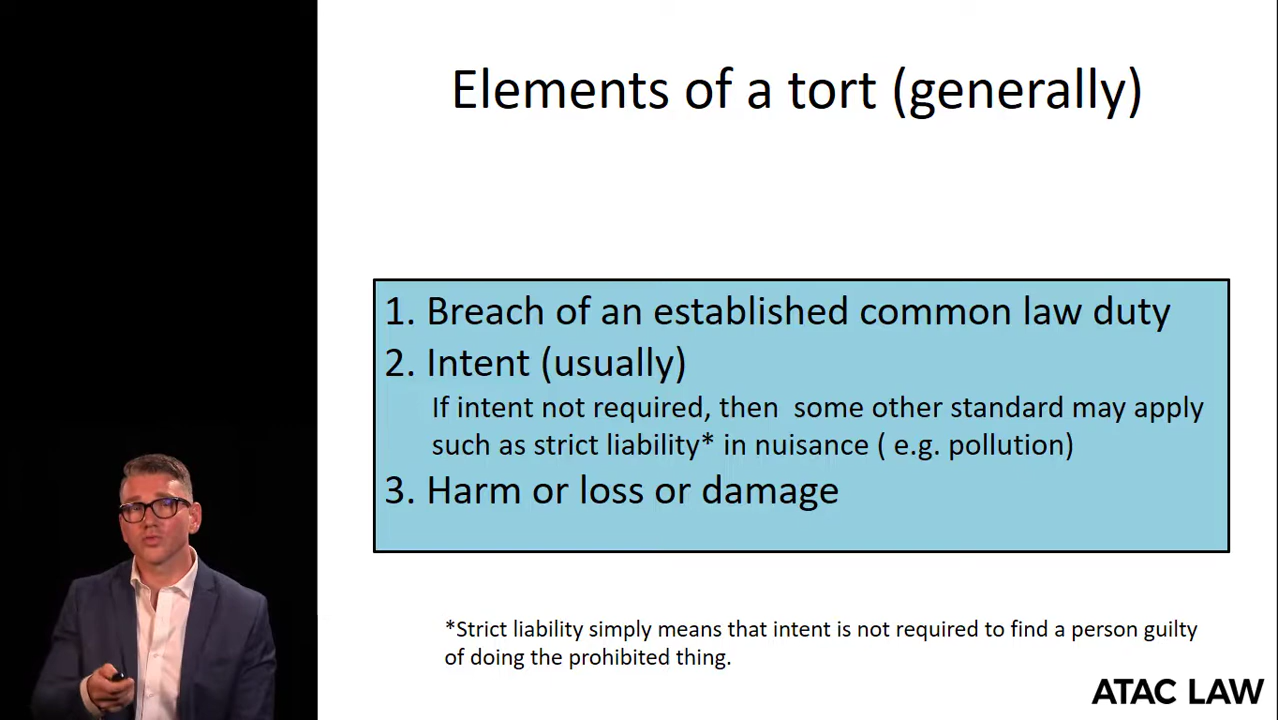 Elements of a tort (generally)
1. Breach of an established common law duty
2. Intent (usually)
If intent not required, then  some other standard may apply
such as strict liability* in nuisance ( e.g. pollution)
3. Harm or loss or damage
*Strict liability simply means that intent is not required to find a person guilty
of doing the prohibited thing.
ATAC LAW